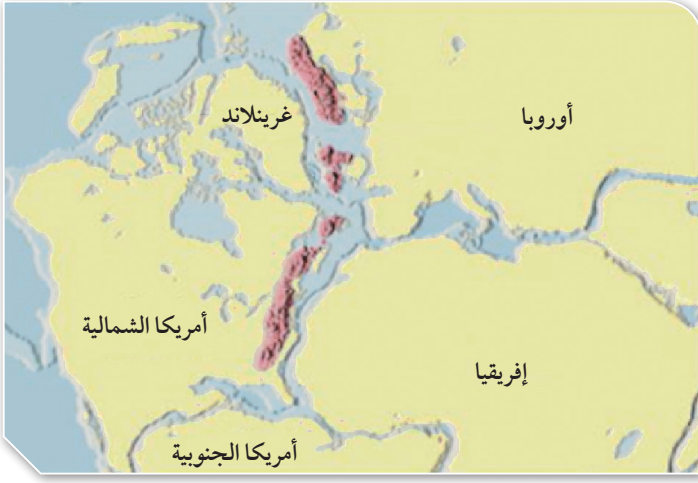 غرينلاند
أوروبا
أمريكا الشمالية
إفريقيا
أمريكا الجنوبية